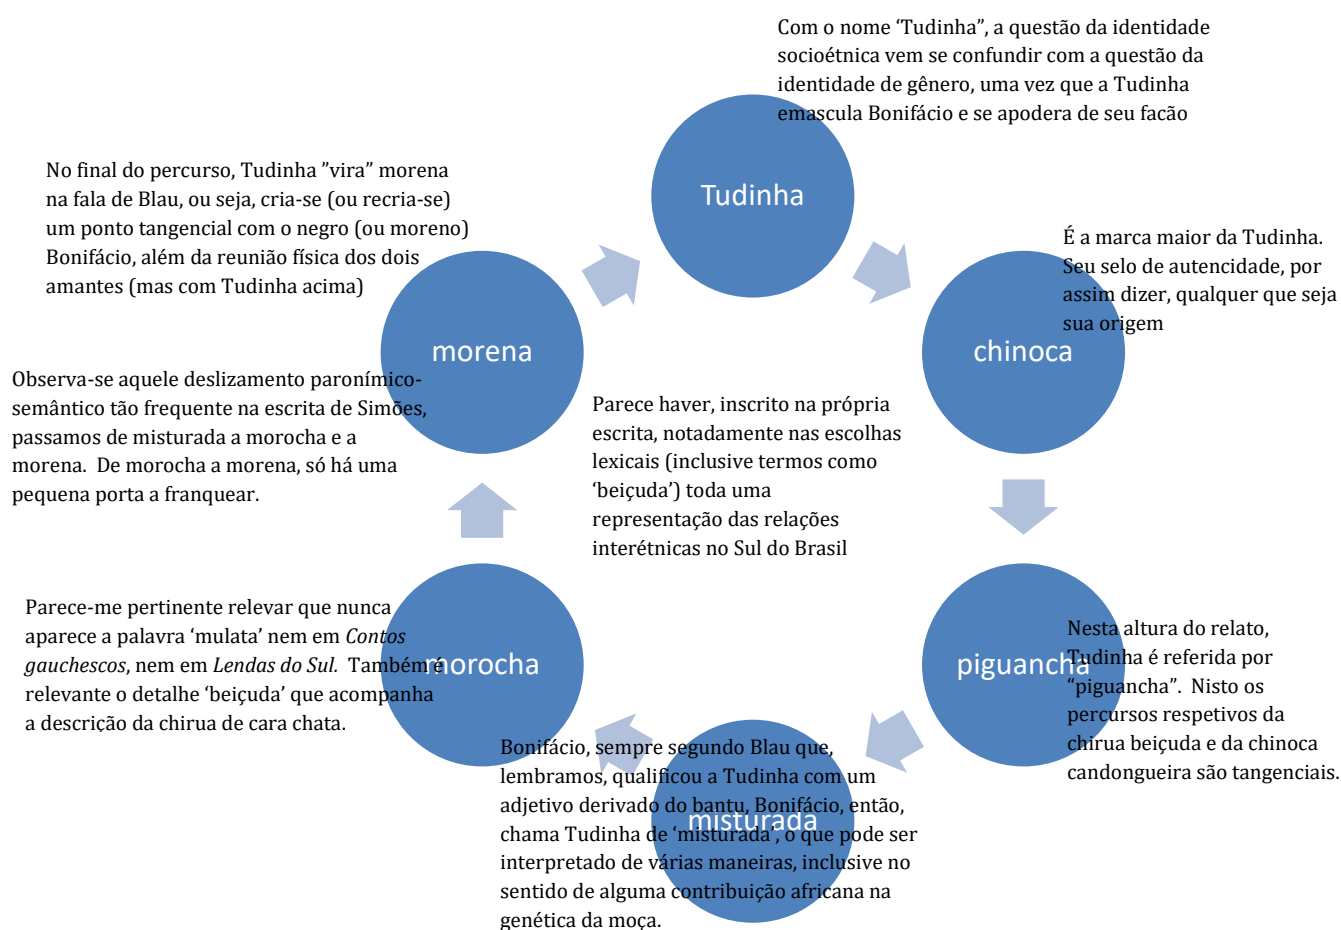 Com o nome ‘Tudinha”, a questão da identidade
socioétnica vem se confundir com a questão da
identidade de gênero, uma vez que a Tudinha
emascula Bonifácio e se apodera de seu facão
Tudinha
No final do percurso, Tudinha ”vira” morena
na fala de Blau, ou seja, cria-se (ou recria-se)
um ponto tangencial com o negro (ou moreno)
Bonifácio, além da reunião física dos dois
amantes (mas com Tudinha acima)
É a marca maior da Tudinha.
Seu selo de autencidade, por
assim dizer, qualquer que seja
sua origem
morena
chinoca
Observa-se aquele deslizamento paronímico-
semântico tão frequente na escrita de Simões,
passamos de misturada a morocha e a
morena.  De morocha a morena, só há uma
pequena porta a franquear.
Parece haver, inscrito na própria
escrita, notadamente nas escolhas
lexicais (inclusive termos como
‘beiçuda’) toda uma
representação das relações
interétnicas no Sul do Brasil
Parece-me pertinente relevar que nunca
aparece a palavra ‘mulata’ nem em Contos
gauchescos, nem em Lendas do Sul.  Também é
relevante o detalhe ‘beiçuda’ que acompanha
a descrição da chirua de cara chata.
morocha
piguancha
Nesta altura do relato,
Tudinha é referida por
“piguancha”.  Nisto os
percursos respetivos da
chirua beiçuda e da chinoca
candongueira são tangenciais.
Bonifácio, sempre segundo Blau que,
lembramos, qualificou a Tudinha com um
adjetivo derivado do bantu, Bonifácio, então,
chama Tudinha de ‘misturada’, o que pode ser
interpretado de várias maneiras, inclusive no
sentido de alguma contribuição africana na
genética da moça.
misturada